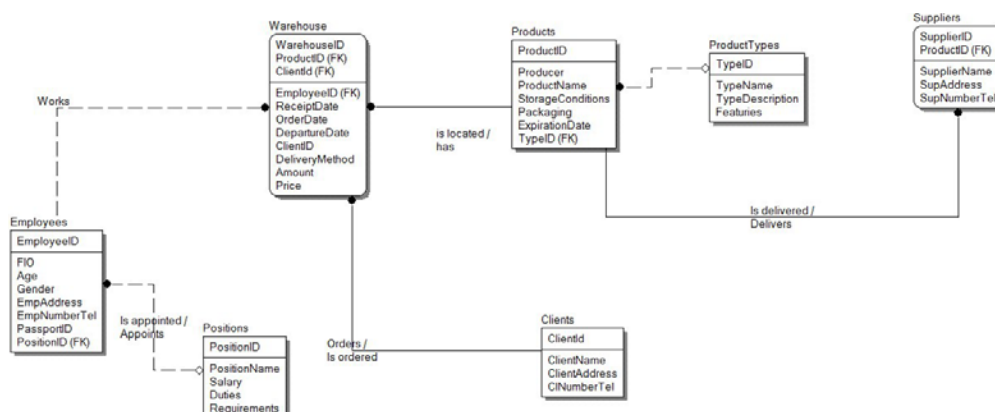 Warehouse
WarehouseID
ProductID (FK)
ClientId (FK)
EmployeeID (FK)
ReceiptDate
OrderDate
DepartureDate
ClientID
DeliveryMethod
Amount
Price
Products
ProductID
Producer
ProductName
StorageConditions
Packaging
ExpirationDate
TypeID (FK)
ProductTypes
TypeID
TypeName
TypeDescription
Featuries
Suppliers
SupplierID
ProductID (FK)
SupplierName
SupAddress
SupNumberTel
Works
is located /
has
Is delivered /
Delivers
Employees
EmployeeID
FIO
Age
Gender
EmpAddress
EmpNumberTel
PassportID
PositionID (FK)
Is appointed /
Appoints
Positions
PositionID
PositionName
Salary
Duties
Requirements
Orders /
Is ordered
Clients
ClientId
ClientName
ClientAddress
ClNumberTel